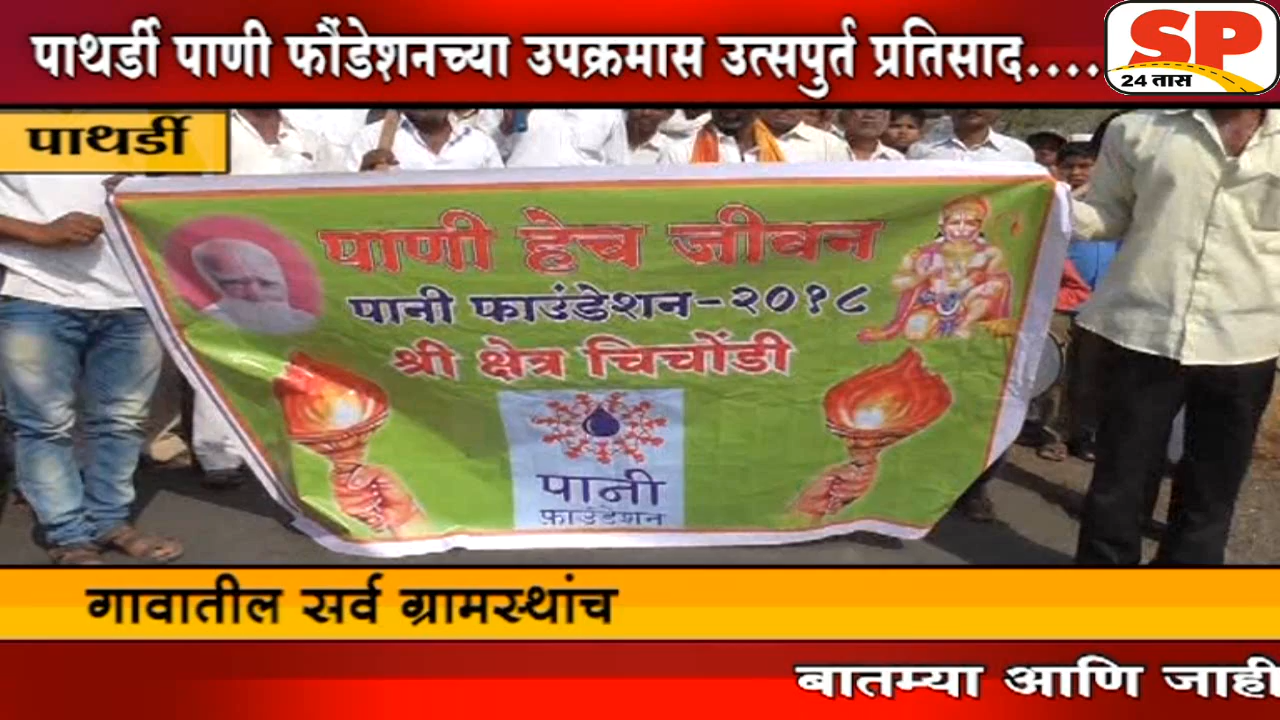 पाथर्डी पाणी फौंडेशनच्या उपक्रमास उत्सपुर्त प्रतिसाद.....
SP
24 तास
पाथर्डी
पाणी हेच जीवन
पानी फाउंडेशन-२०१८
श्री क्षेत्र चिचोंडी
पानी
फाउंडेशन
गावातील सर्व ग्रामस्थांच
बातम्या आणि जाही